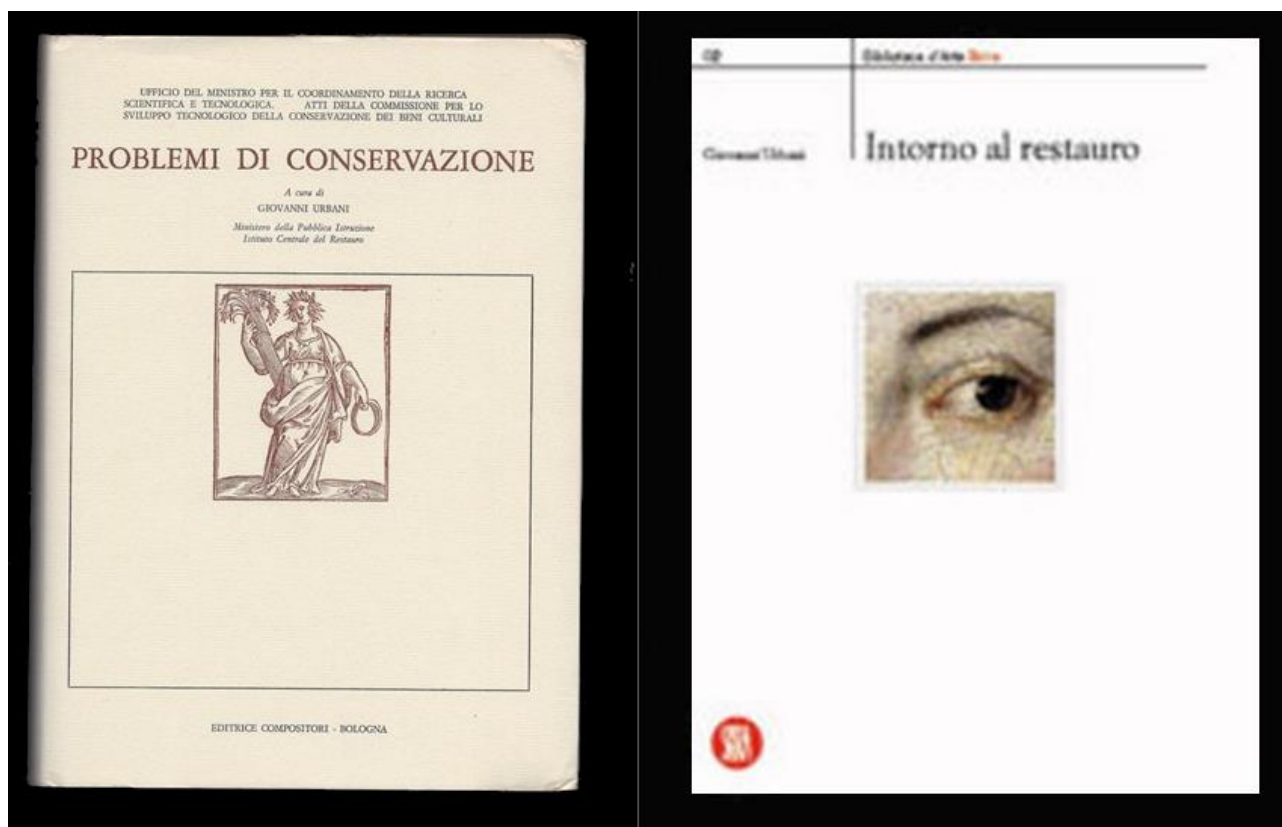 UFFICIO DEL MINISTRO PER IL COORDINAMENTO DELLA RICERCA
SCIENTIFICA E TECNOLOGICA. ATTI DELLA COMMISSIONE PER LO
SVILUPPO TECNOLOGICO DELLA CONSERVAZIONE DEI BENI CULTURALI
PROBLEMI DI CONSERVAZIONE
A cura di
GIOVANNI URBANI
Ministero della Pubblica Istruzione
Istituto Centrale del Restauro
EDITRICE COMPOSITORI - BOLOGNA
Biblioteca d'Arte Skira
Giovanni Urbani
Intorno al restauro